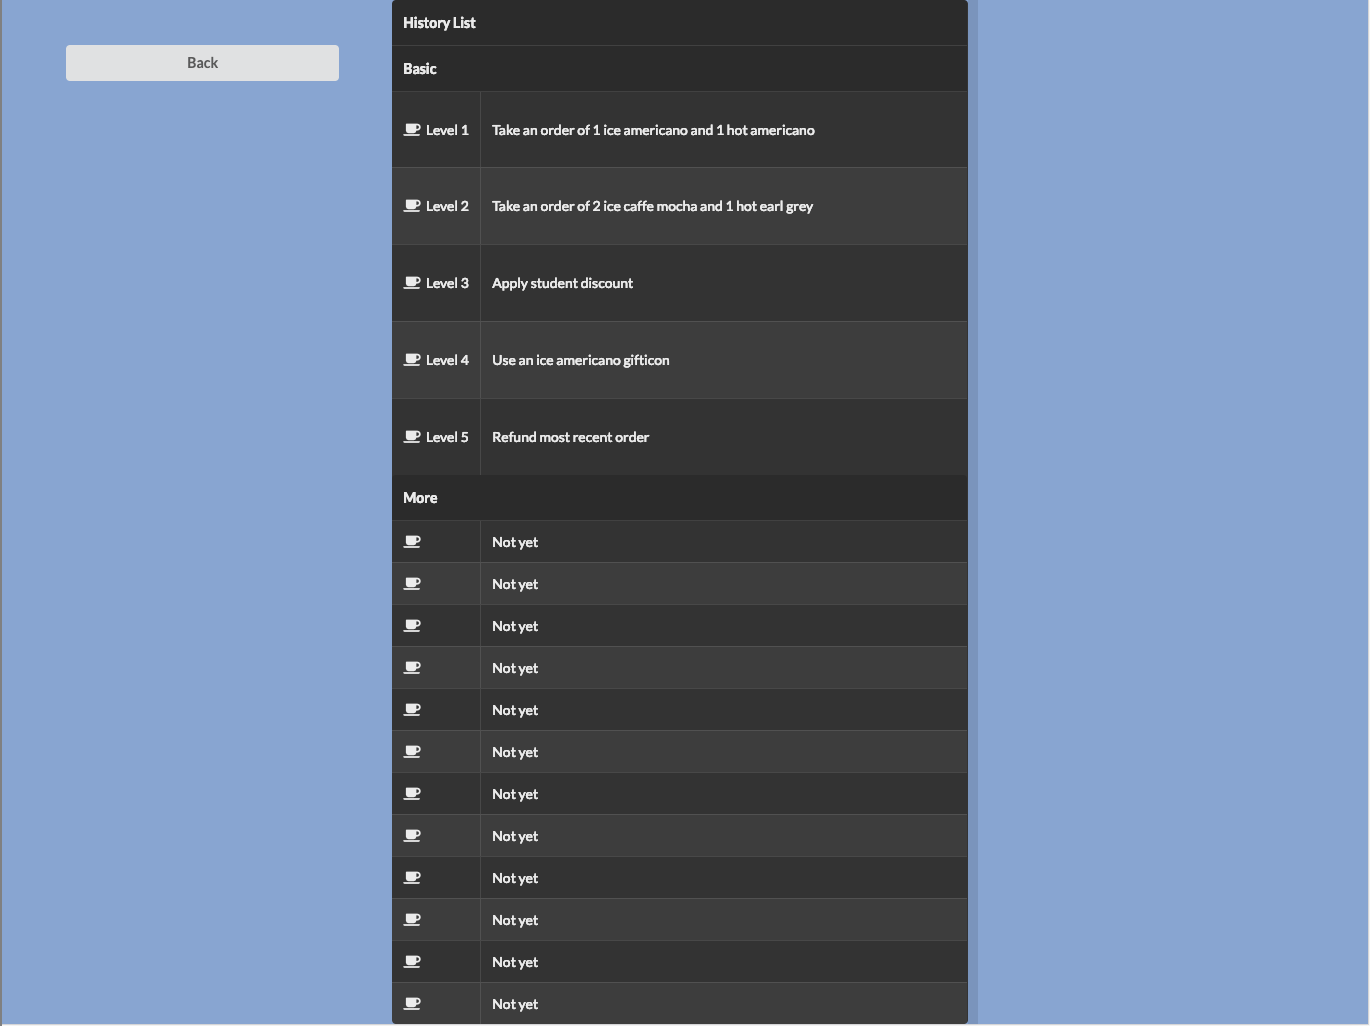 History List
Back
Basic
Level 1 Take an order of 1 ice americano and 1 hot americano
Level 2 Take an order of 2 ice caffe mocha and 1 hot earl grey
Level 3 Apply student discount
Level 4 Use an ice americano gifticon
Level 5 Refund most recent order
More
Not yet
Not yet
Not yet
Not yet
Not yet
Not yet
Not yet
Not yet
Not yet
Not yet
Not yet
Not yet